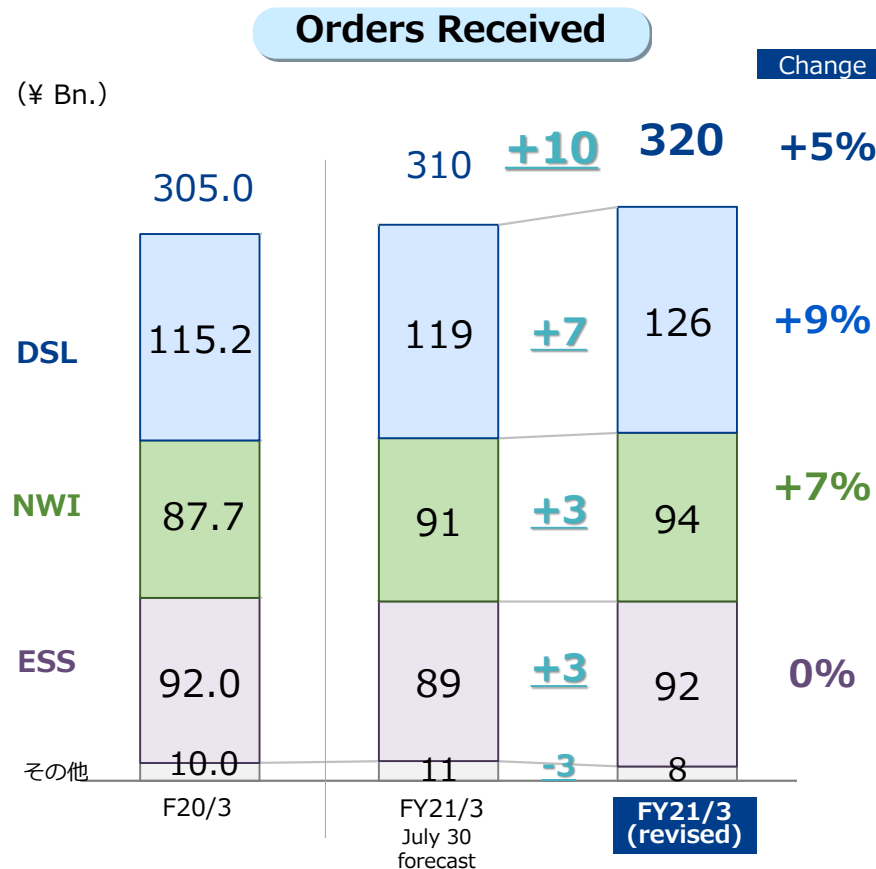 Orders Received
Change
(¥ Bn.)
305.0
310
+10
320
+5%
DSL
115.2
119
+7
126
+9%
NWI
87.7
91
+3
94
+7%
ESS
92.0
89
+3
92
0%
その他
10.0
11
-3
8
F20/3
FY21/3
July 30
forecast
FY21/3
(revised)